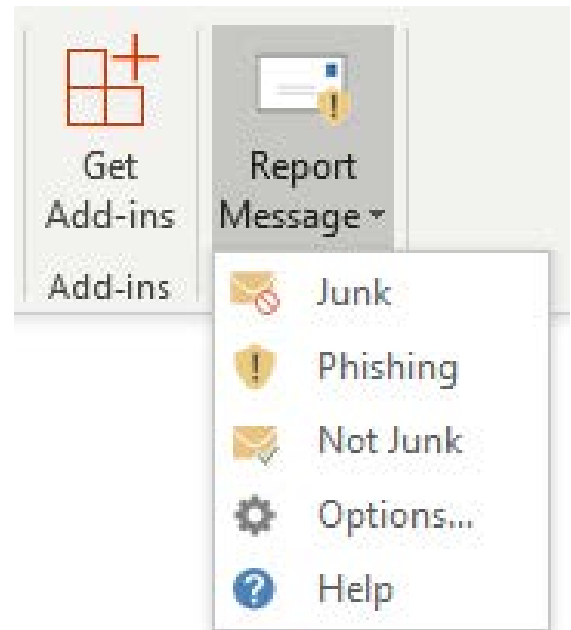 Get
Add-ins
Add-ins
Report
Message
Junk
Phishing
Not Junk
Options...
Help